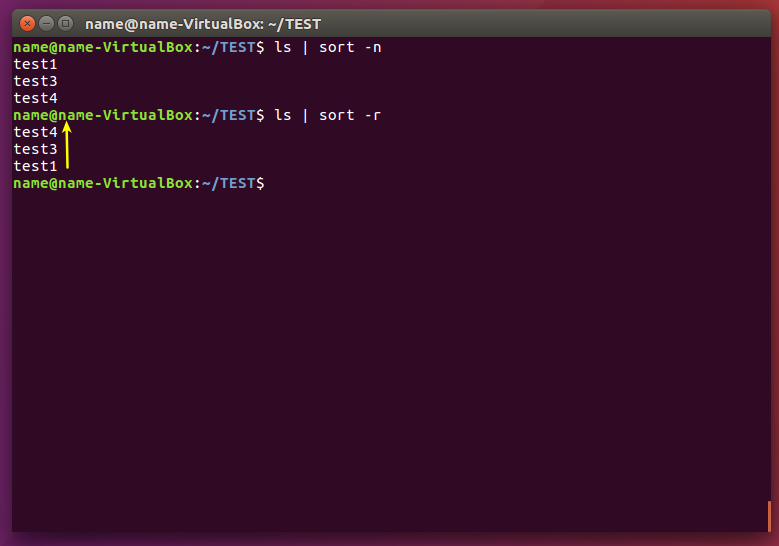 name@name-VirtualBox: ~/TEST
name@name-VirtualBox:~/TEST$ ls | sort -n
test1
test3
test4
name@name-VirtualBox:~/TEST$ ls | sort -r
test4
test3
test1
name@name-VirtualBox:~/TEST$